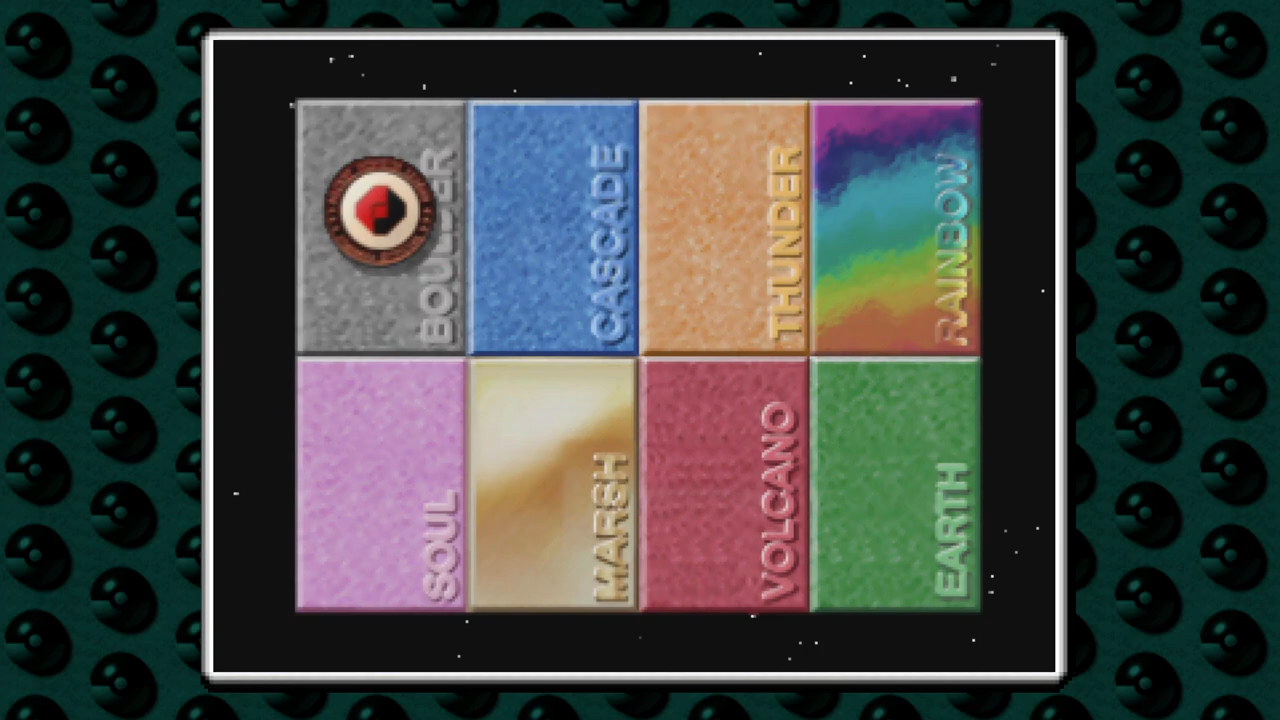 BOULDER
CASCADE
THUNDER
RAINBOW
SOUL
MARSH
VOLCANO
EARTH